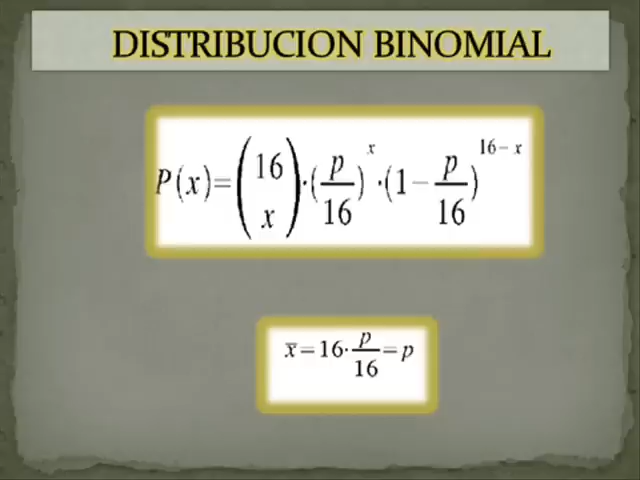 DISTRIBUCION BINOMIAL
P(x)=(16 x)·(p/16)^x·(1−p/16)^16−x
x̄=16·p/16=p